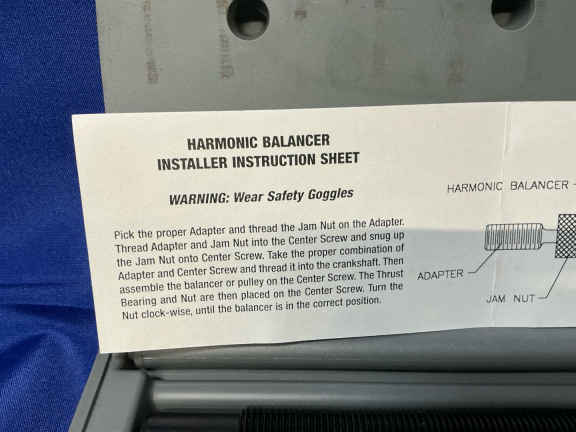 HARMONIC BALANCER
INSTALLER INSTRUCTION SHEET
WARNING: Wear Safety Goggles
Pick the proper Adapter and thread the Jam Nut on the Adapter.
Thread Adapter and Jam Nut into the Center Screw and snug up
the Jam Nut onto Center Screw. Take the proper combination of
Adapter and Center Screw and thread it into the crankshaft. Then
assemble the balancer or pulley on the Center Screw. The Thrust
Bearing and Nut are then placed on the Center Screw. Turn the
Nut clock-wise, until the balancer is in the correct position.
HARMONIC BALANCER
ADAPTER
JAM NUT